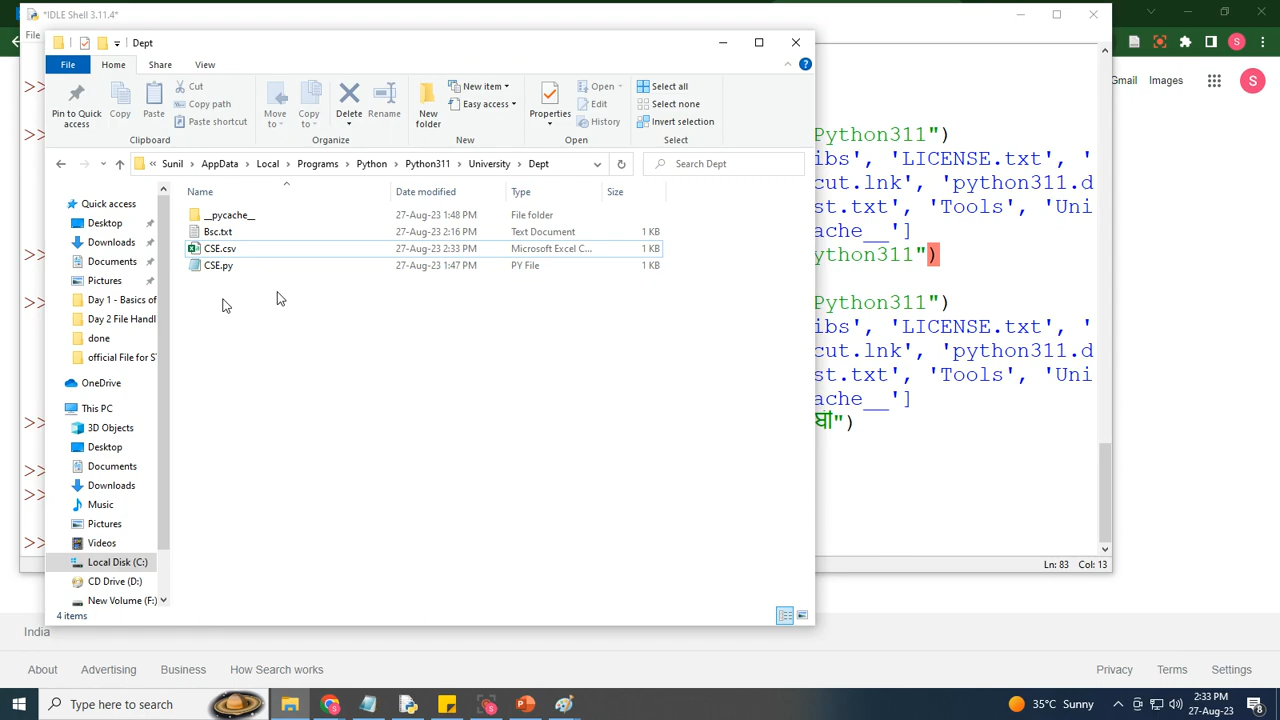 *IDLE Shell 3.11.4*
File
Dept
File Home Share View
Pin to Quick access
Copy
Paste
Cut
Copy path
Paste shortcut
Clipboard
Move to
Copy to
Delete
Rename
Organize
New folder
New item
Easy access
New
Properties
Open
Edit
History
Open
Select all
Select none
Invert selection
Select
Sunil > AppData > Local > Programs > Python > Python311 > University > Dept
Search Dept
Name Date modified Type Size
__pycache__ 27-Aug-23 1:48 PM File folder
Bsc.txt 27-Aug-23 2:16 PM Text Document 1 KB
CSE.csv 27-Aug-23 2:33 PM Microsoft Excel C... 1 KB
CSE.py 27-Aug-23 1:47 PM PY File 1 KB
Quick access
Desktop
Downloads
Documents
Pictures
Day 1 - Basics of
Day 2 File Handl
done
official File for S
OneDrive
This PC
3D Objects
Desktop
Documents
Downloads
Music
Pictures
Videos
Local Disk (C:)
CD Drive (D:)
New Volume (F:)
4 items
>>
>>
>>
>>
>>
>>
>>
>>
Python311")
ibs', 'LICENSE.txt', '
cut.lnk', 'python311.d
st.txt', 'Tools', 'Uni
ache__']
ython311")
Python311")
ibs', 'LICENSE.txt', '
cut.lnk', 'python311.d
st.txt', 'Tools', 'Uni
ache__']
")
Ln: 83 Col: 13
Gmail Images S
S
India
About Advertising Business How Search works
Privacy Terms Settings
Type here to search
35°C Sunny
2:33 PM
27-Aug-23
8